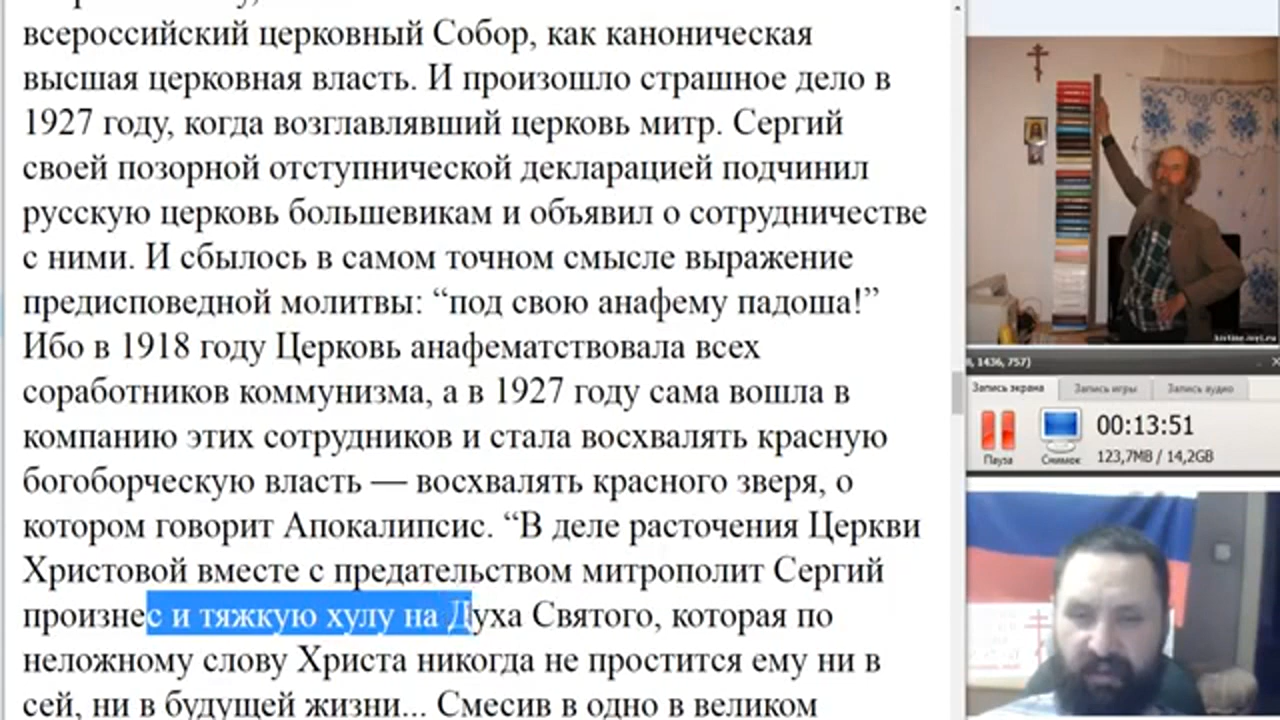 всероссийский церковный Собор, как каноническая
высшая церковная власть. И произошло страшное дело в
1927 году, когда возглавлявший церковь митр. Сергий
своей позорной отступнической декларацией подчинил
русскую церковь большевикам и объявил о сотрудничестве
с ними. И сбылось в самом точном смысле выражение
предисповедной молитвы: “под свою анафему падоша!”
Ибо в 1918 году Церковь анафематствовала всех
соработников коммунизма, а в 1927 году сама вошла в
компанию этих сотрудников и стала восхвалять красную
богоборческую власть — восхвалять красного зверя, о
котором говорит Апокалипсис. “В деле расточения Церкви
Христовой вместе с предательством митрополит Сергий
произнес и тяжкую хулу на Духа Святого, которая по
неложному слову Христа никогда не простится ему ни в
сей, ни в будущей жизни... Смесив в одно в великом
1436, 757)
Запись экрана Запись игры Запись аудио
00:13:51
Пауза Снимок 123,7MB / 14,2GB